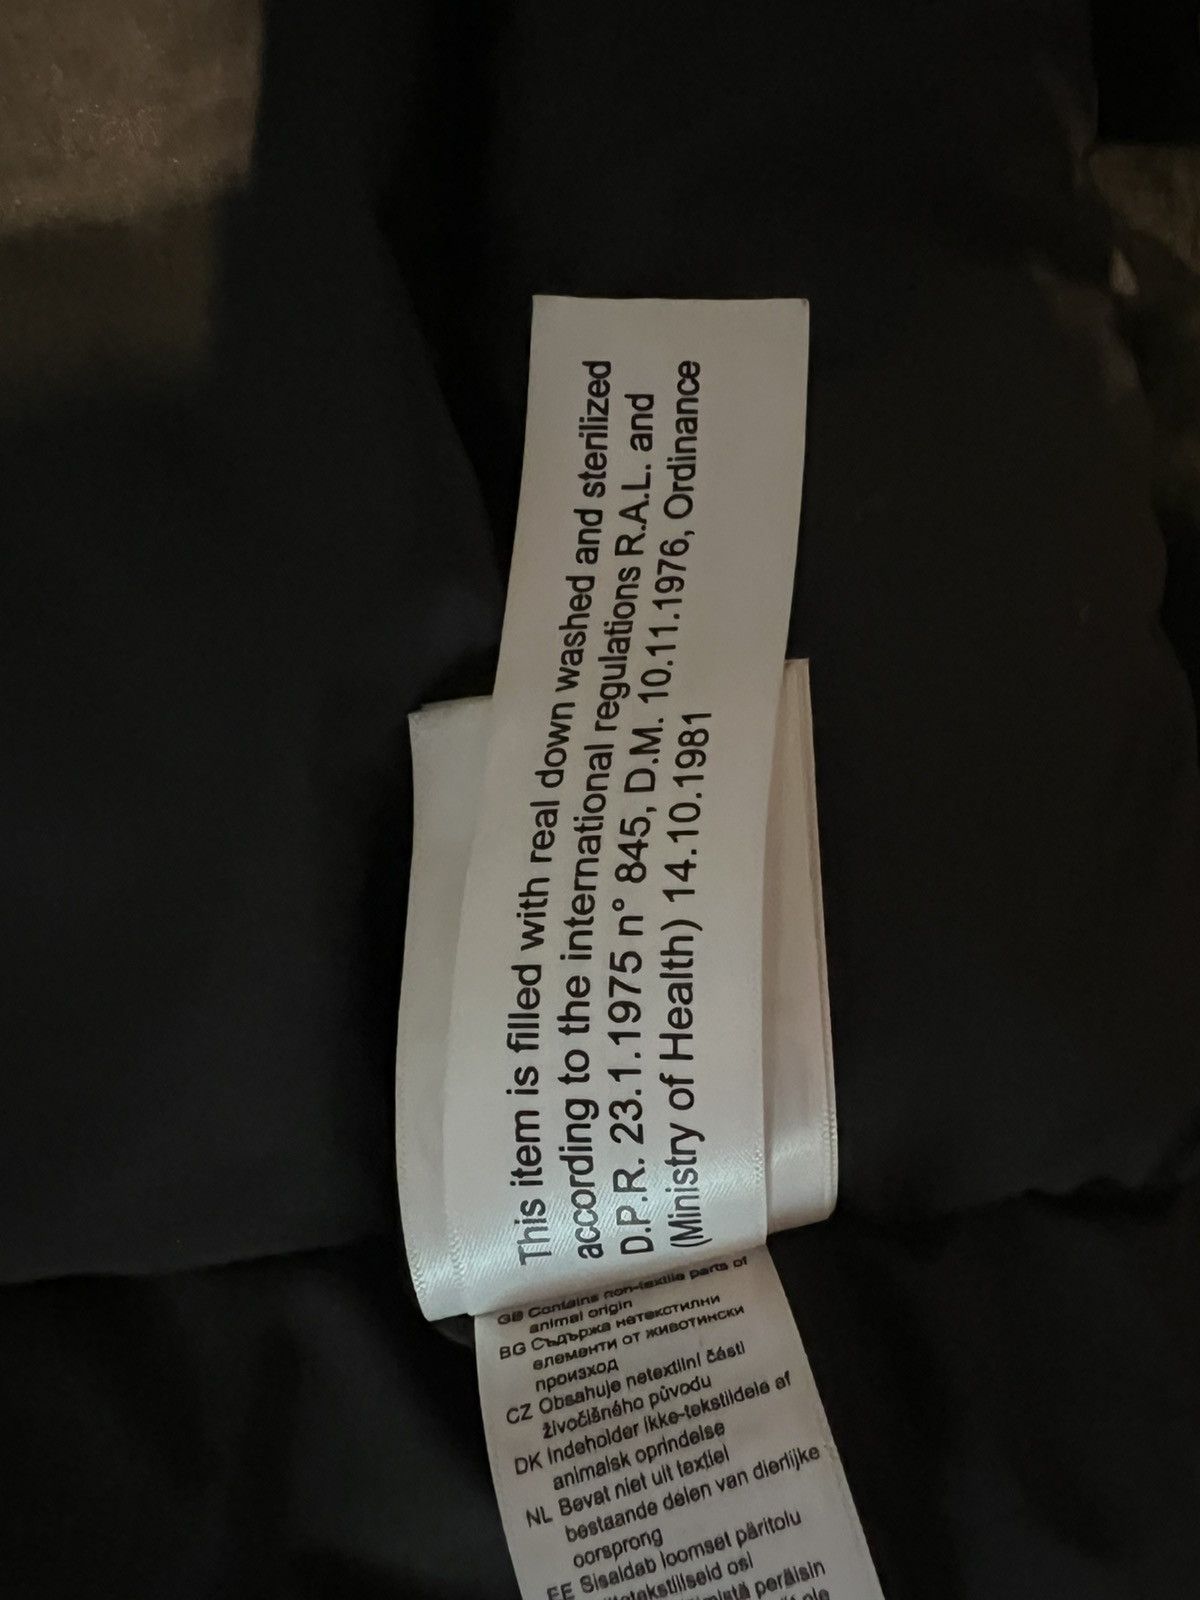 This item is filled with real down washed and sterilized
according to the international regulations R.A.L. and
D.P.R. 23.1.1975 n° 845, D.M. 10.11.1976, Ordinance
(Ministry of Health) 14.10.1981
GB Contains non-textile parts of
animal origin
BG Съдържа нетекстилни
елементи от животински
произход
CZ Obsahuje netextilní části
živočišného původu
DK Indeholder ikke-tekstildele af
animalsk oprindelse
NL Bevat niet uit textiel
bestaande delen van dierlijke
oorsprong
EE Sisaldab loomset päritolu
osi
peräisin